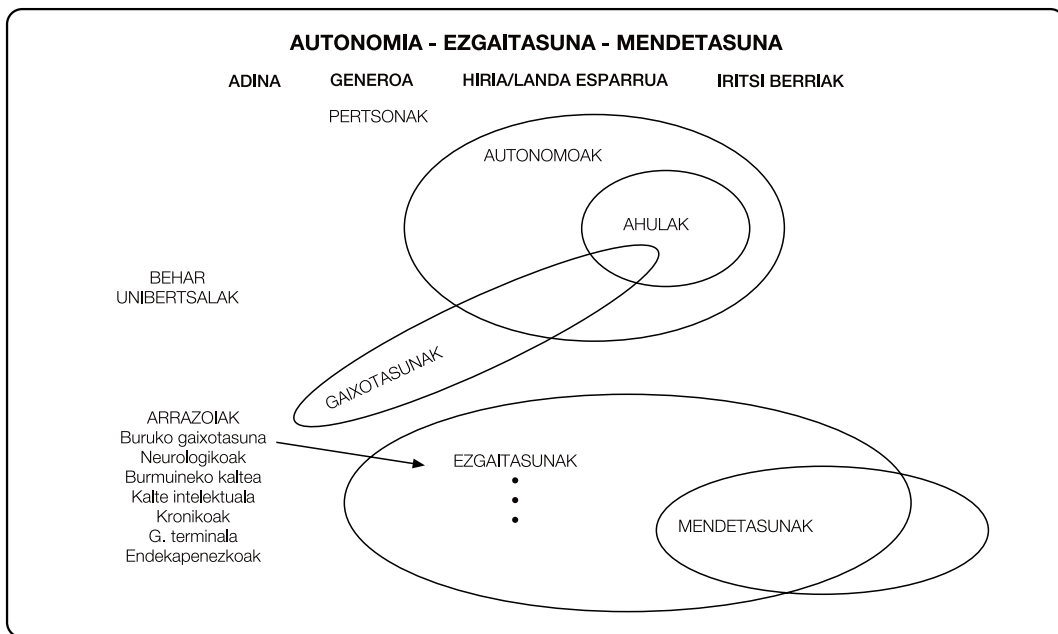 AUTONOMIA - EZGAITASUNA - MENDETASUNA
ADINA GENEROA HIRIA/LANDA ESPARRUA IRITSI BERRIAK
PERTSONAK
AUTONOMOAK
AHULAK
BEHAR
UNIBERTSALAK
GAIXOTASUNAK
ARRAZOIAK
Buruko gaixotasuna
Neurologikoak
Burmuineko kaltea
Kalte intelektuala
Kronikoak
G. terminala
Endekapenezkoak
EZGAITASUNAK
MENDETASUNAK